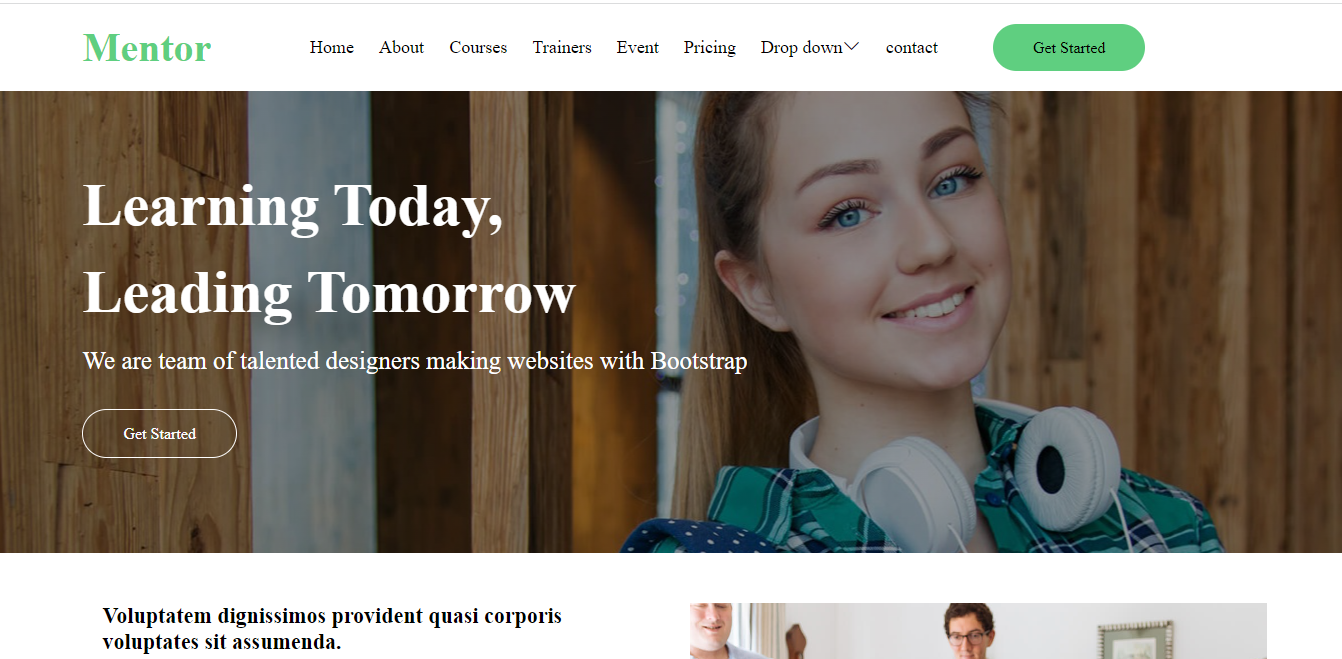 Mentor
Home About Courses Trainers Event Pricing Drop down contact
Get Started
Learning Today,
Leading Tomorrow
We are team of talented designers making websites with Bootstrap
Get Started
Voluptatem dignissimos provident quasi corporis
voluptates sit assumenda.